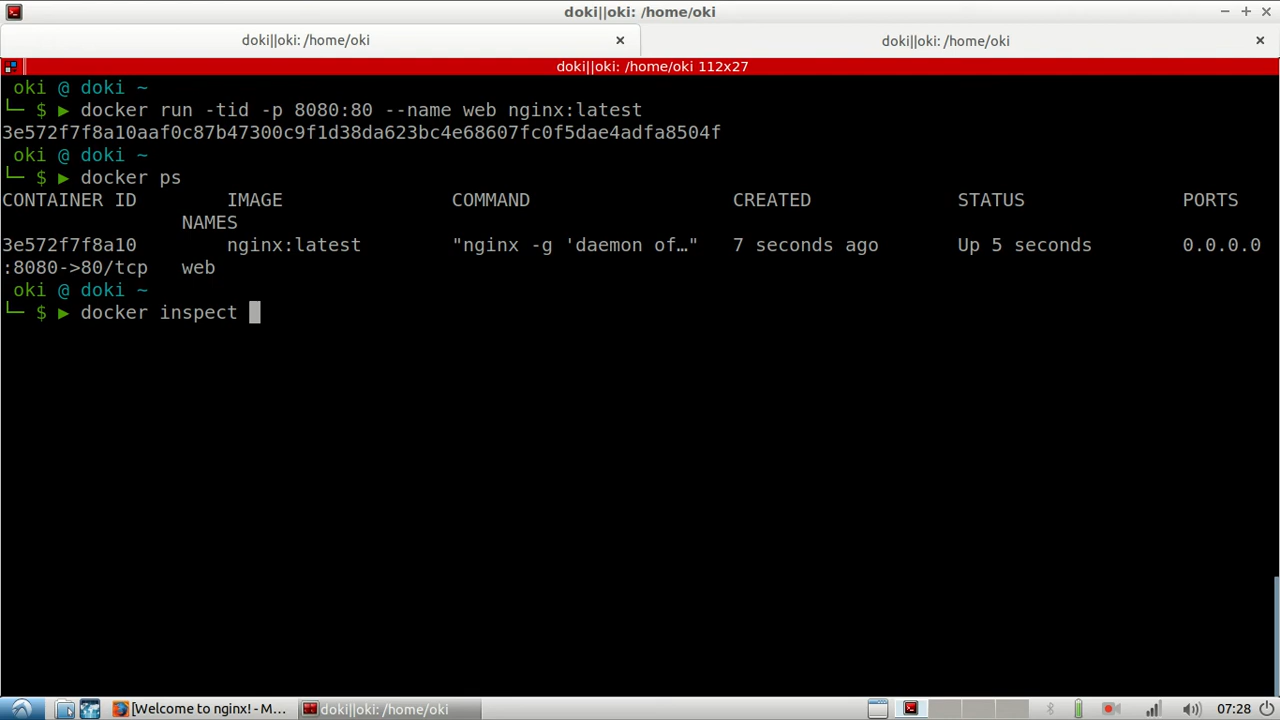 doki||oki: /home/oki
doki||oki: /home/oki
doki||oki: /home/oki
doki||oki: /home/oki 112x27
oki @ doki ~
└─ $ ▶ docker run -tid -p 8080:80 --name web nginx:latest
3e572f7f8a10aaf0c87b47300c9f1d38da623bc4e68607fc0f5dae4adfa8504f
oki @ doki ~
└─ $ ▶ docker ps
CONTAINER ID        IMAGE               COMMAND                  CREATED             STATUS              PORTS
                NAMES
3e572f7f8a10        nginx:latest        "nginx -g 'daemon of…"   7 seconds ago       Up 5 seconds        0.0.0.0
:8080->80/tcp   web
oki @ doki ~
└─ $ ▶ docker inspect
[Welcome to nginx! - M... doki||oki: /home/oki 07:28